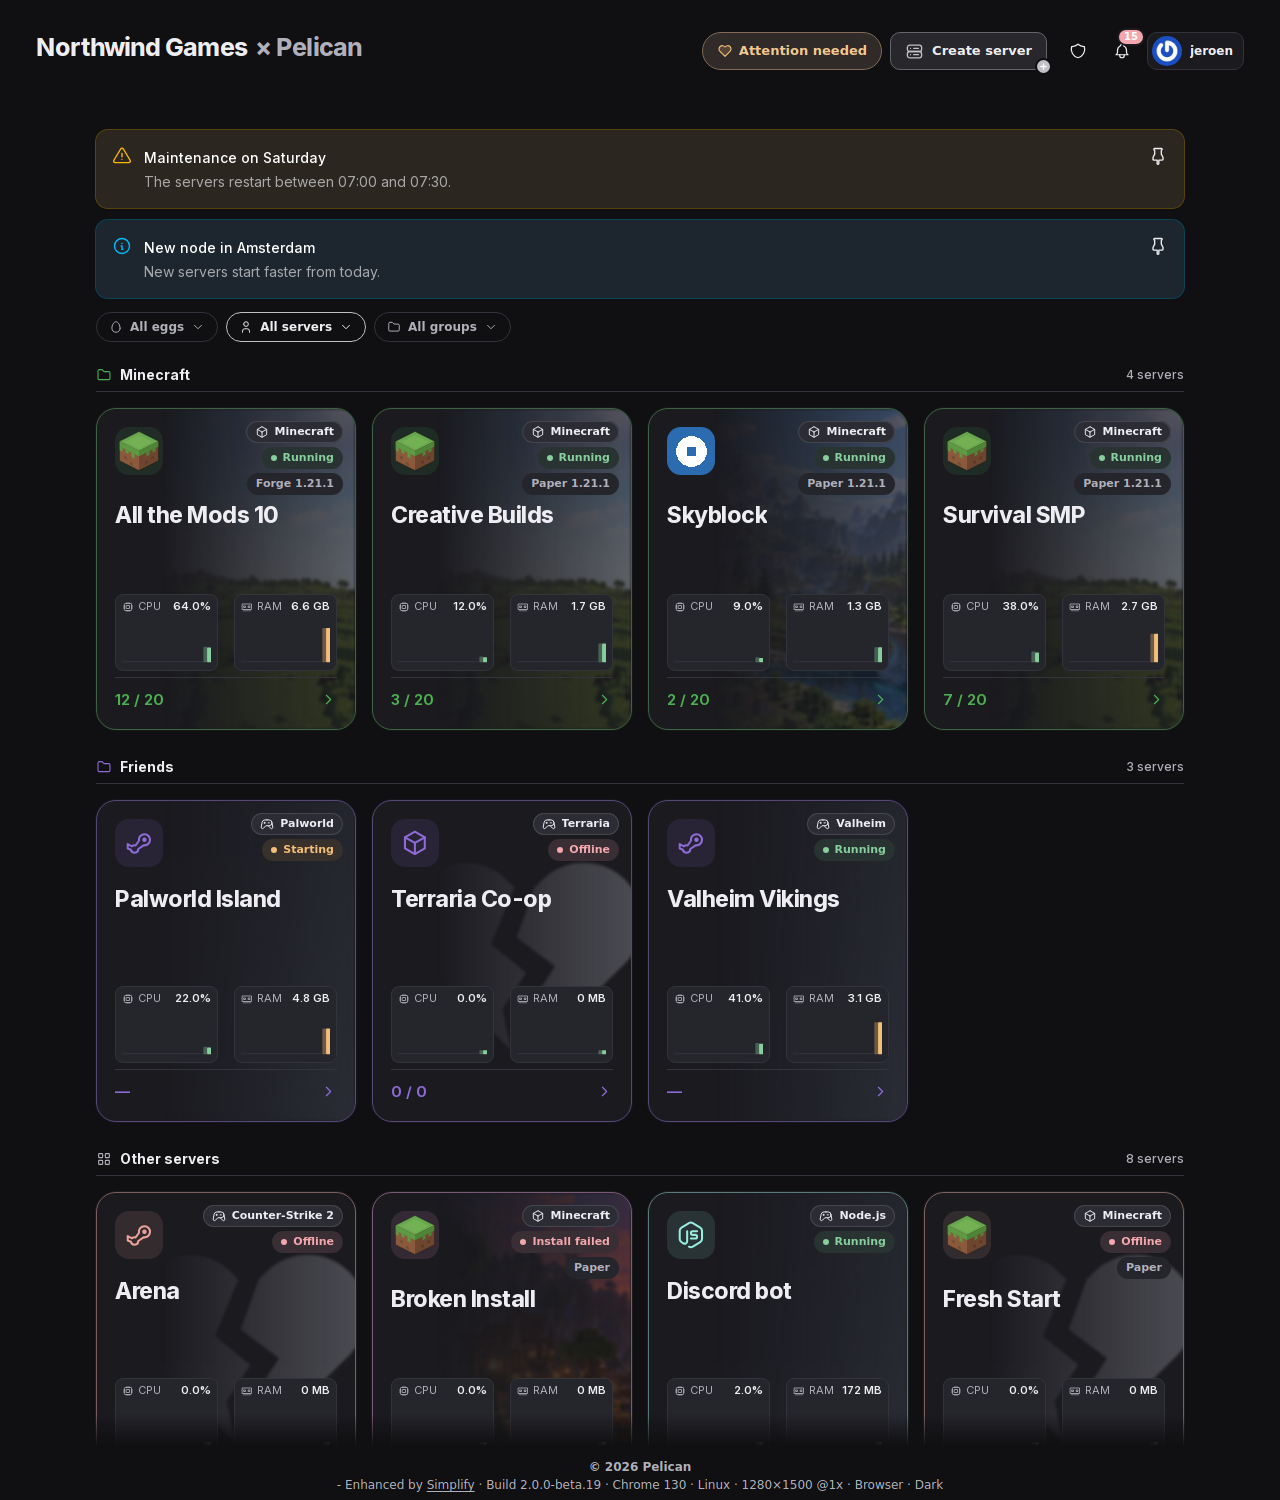 Northwind Games × Pelican
Attention needed
Create server
15
jeroen
Maintenance on Saturday
The servers restart between 07:00 and 07:30.
New node in Amsterdam
New servers start faster from today.
All eggs
All servers
All groups
Minecraft
4 servers
Minecraft
Running
Forge 1.21.1
All the Mods 10
CPU 64.0%
RAM 6.6 GB
12 / 20
Minecraft
Running
Paper 1.21.1
Creative Builds
CPU 12.0%
RAM 1.7 GB
3 / 20
Minecraft
Running
Paper 1.21.1
Skyblock
CPU 9.0%
RAM 1.3 GB
2 / 20
Minecraft
Running
Paper 1.21.1
Survival SMP
CPU 38.0%
RAM 2.7 GB
7 / 20
Friends
3 servers
Palworld
Starting
Palworld Island
CPU 22.0%
RAM 4.8 GB
—
Terraria
Offline
Terraria Co-op
CPU 0.0%
RAM 0 MB
0 / 0
Valheim
Running
Valheim Vikings
CPU 41.0%
RAM 3.1 GB
—
Other servers
8 servers
Counter-Strike 2
Offline
Arena
CPU 0.0%
RAM 0 MB
Minecraft
Install failed
Paper
Broken Install
CPU 0.0%
RAM 0 MB
Node.js
Running
JS
Discord bot
CPU 2.0%
RAM 172 MB
Minecraft
Offline
Paper
Fresh Start
CPU 0.0%
RAM 0 MB
© 2026 Pelican
- Enhanced by Simplify · Build 2.0.0-beta.19 · Chrome 130 · Linux · 1280×1500 @1x · Browser · Dark